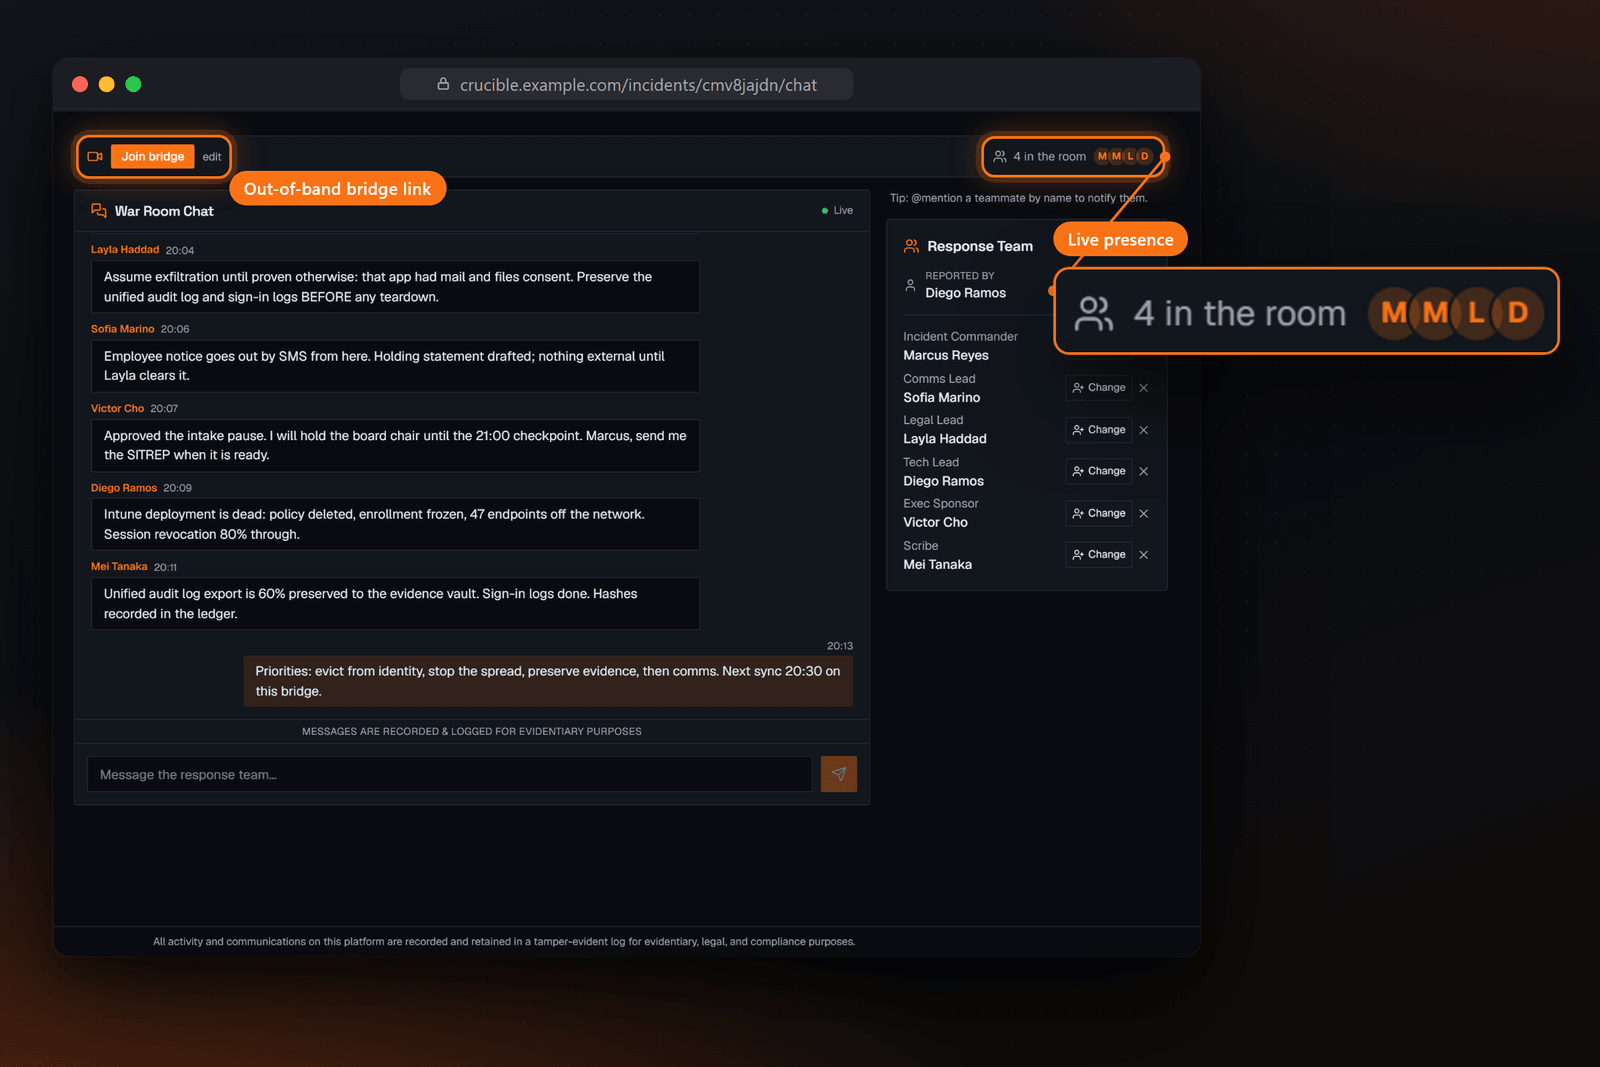 crucible.example.com/incidents/cmv8jajdn/chat
Join bridge
edit
4 in the room
M M L D
Out-of-band bridge link
Tip: @mention a teammate by name to notify them.
War Room Chat
Live
Layla Haddad 20:04
Assume exfiltration until proven otherwise: that app had mail and files consent. Preserve the
unified audit log and sign-in logs BEFORE any teardown.
Sofia Marino 20:06
Employee notice goes out by SMS from here. Holding statement drafted; nothing external until
Layla clears it.
Victor Cho 20:07
Approved the intake pause. I will hold the board chair until the 21:00 checkpoint. Marcus, send me
the SITREP when it is ready.
Diego Ramos 20:09
Intune deployment is dead: policy deleted, enrollment frozen, 47 endpoints off the network.
Session revocation 80% through.
Mei Tanaka 20:11
Unified audit log export is 60% preserved to the evidence vault. Sign-in logs done. Hashes
recorded in the ledger.
20:13
Priorities: evict from identity, stop the spread, preserve evidence, then comms. Next sync 20:30 on
this bridge.
MESSAGES ARE RECORDED & LOGGED FOR EVIDENTIARY PURPOSES
Message the response team...
Response Team
Live presence
REPORTED BY
Diego Ramos
4 in the room
M M L D
Incident Commander
Marcus Reyes
Comms Lead
Sofia Marino
Change
Legal Lead
Layla Haddad
Change
Tech Lead
Diego Ramos
Change
Exec Sponsor
Victor Cho
Change
Scribe
Mei Tanaka
Change
All activity and communications on this platform are recorded and retained in a tamper-evident log for evidentiary, legal, and compliance purposes.